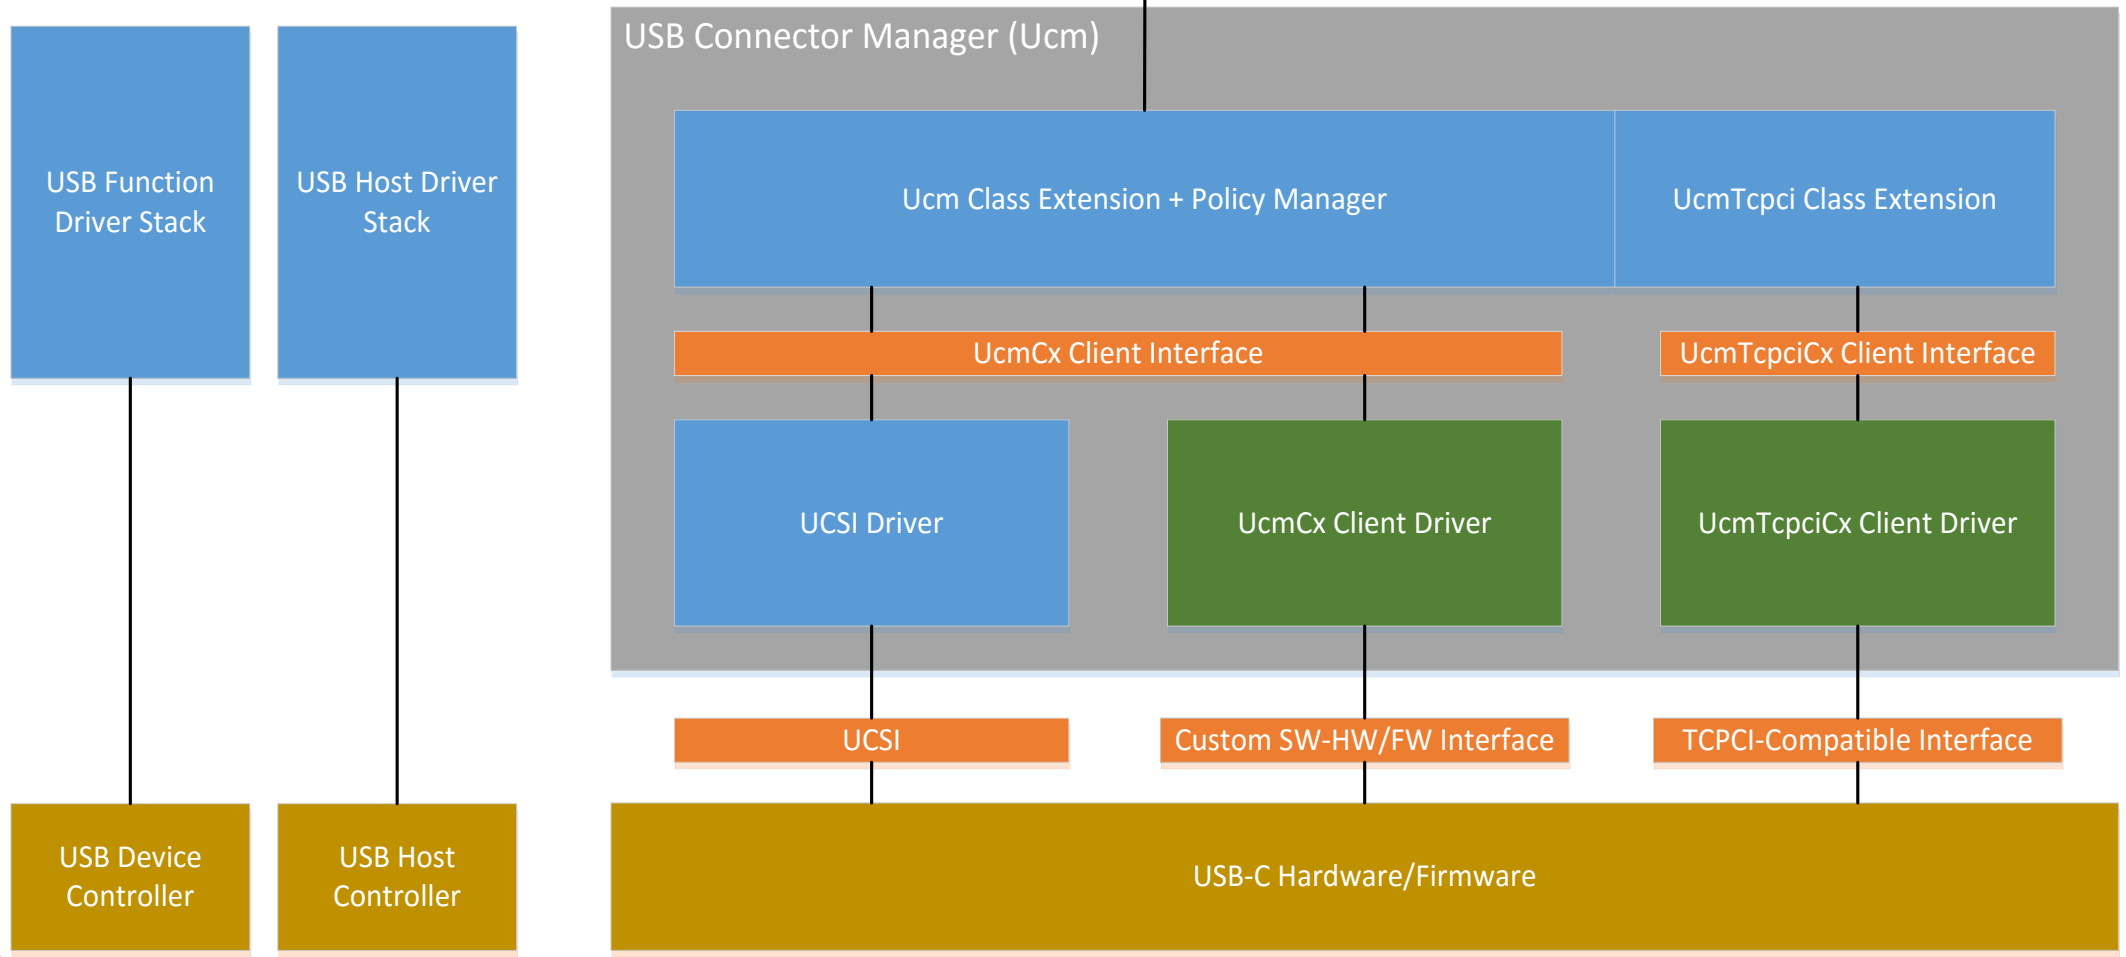 USB Connector Manager (Ucm)
USB Function
Driver Stack
USB Host Driver
Stack
Ucm Class Extension + Policy Manager
UcmTcpci Class Extension
UcmCx Client Interface
UcmTcpciCx Client Interface
UCSI Driver
UcmCx Client Driver
UcmTcpciCx Client Driver
UCSI
Custom SW-HW/FW Interface
TCPCI-Compatible Interface
USB Device
Controller
USB Host
Controller
USB-C Hardware/Firmware